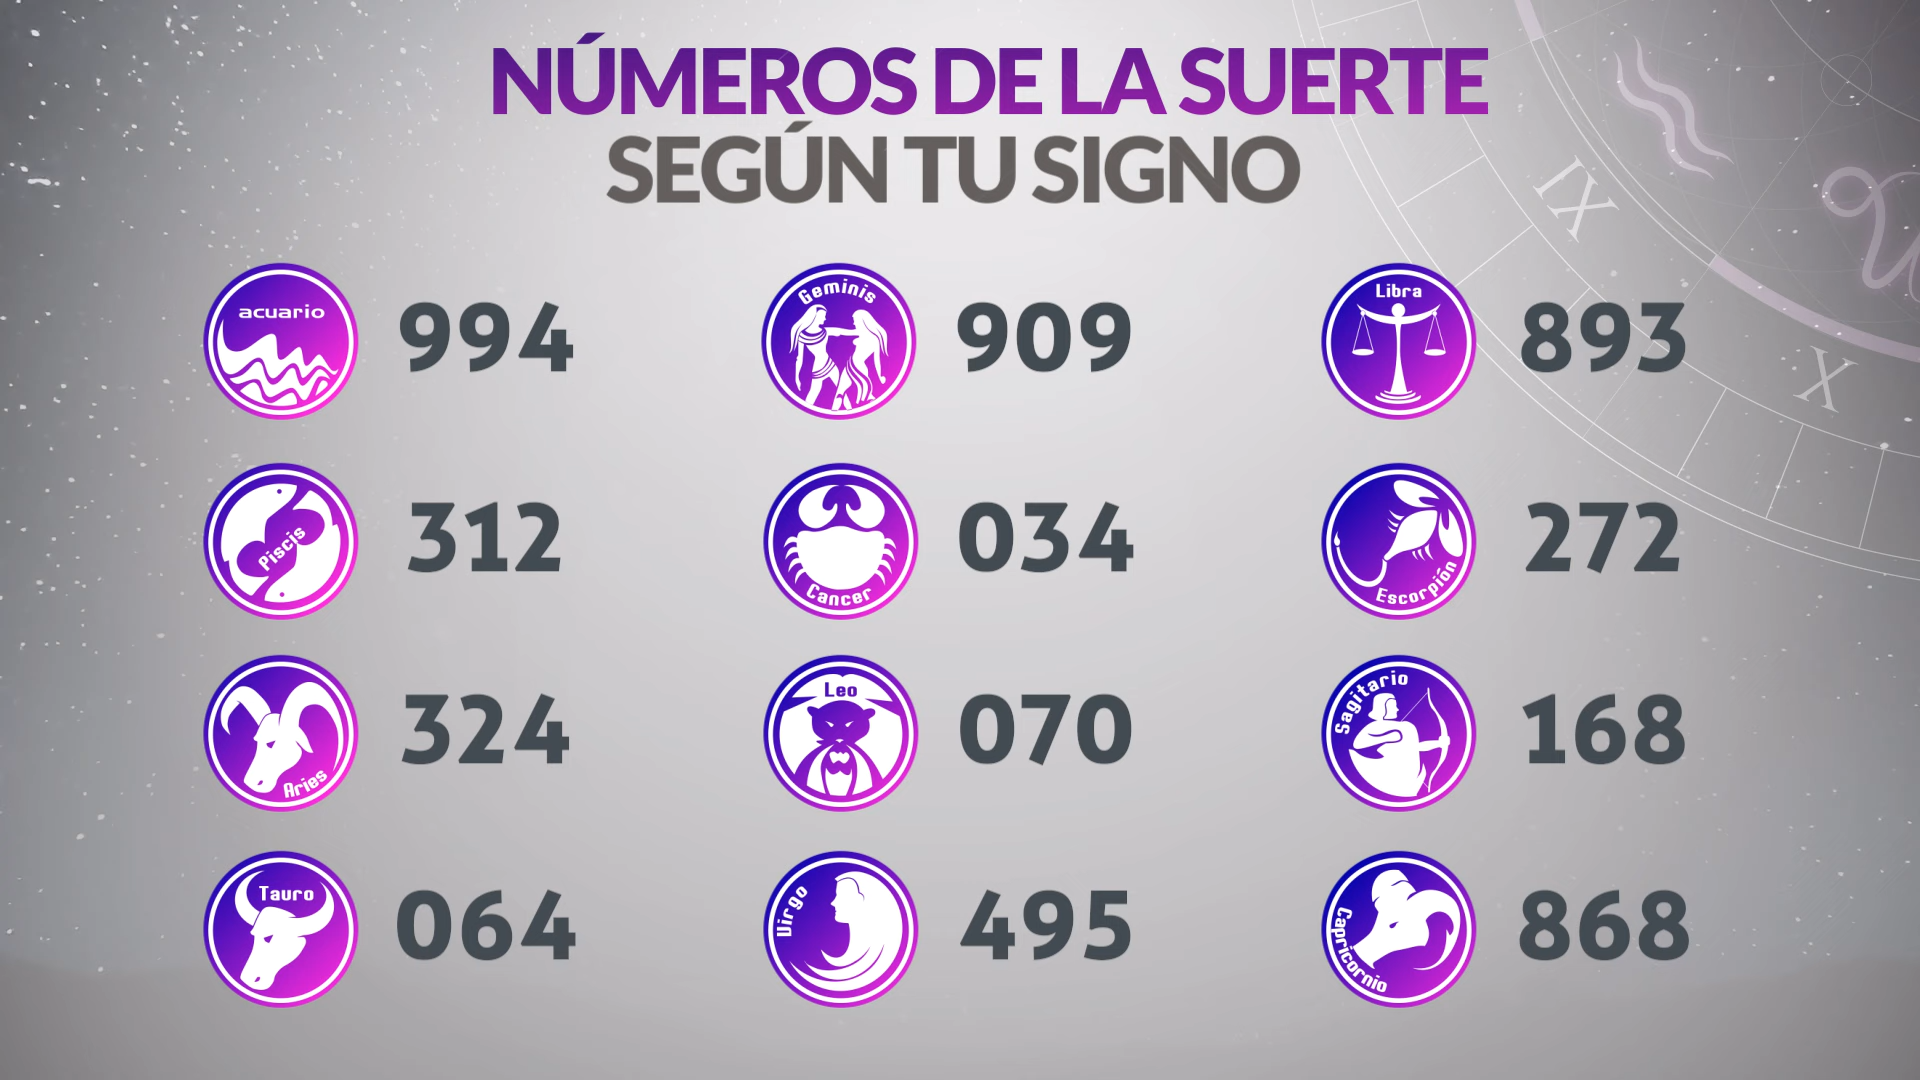 NÚMEROS DE LA SUERTE
SEGÚN TU SIGNO
IX
X
acuario 994
Geminis 909
Libra 893
Piscis 312
Cancer 034
Escorpión 272
Aries 324
Leo 070
Sagitario 168
Tauro 064
Virgo 495
Capricornio 868